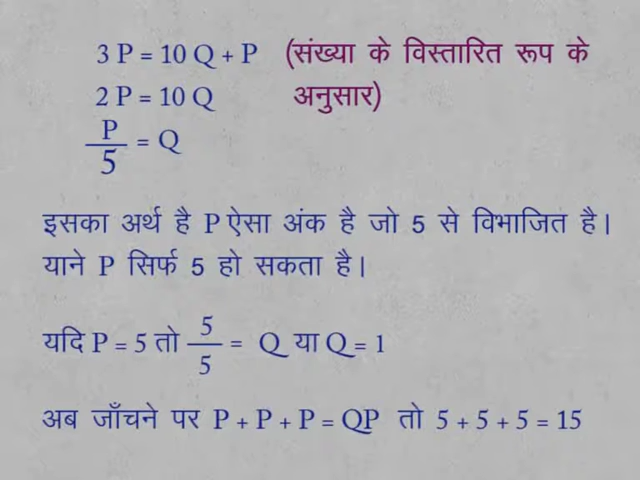 3 P = 10 Q + P (संख्या के विस्तारित रूप के
2 P = 10 Q अनुसार)
P/5 = Q
इसका अर्थ है P ऐसा अंक है जो 5 से विभाजित है।
याने P सिर्फ 5 हो सकता है।
यदि P = 5 तो 5/5 = Q या Q = 1
अब जाँचने पर P + P + P = QP तो 5 + 5 + 5 = 15